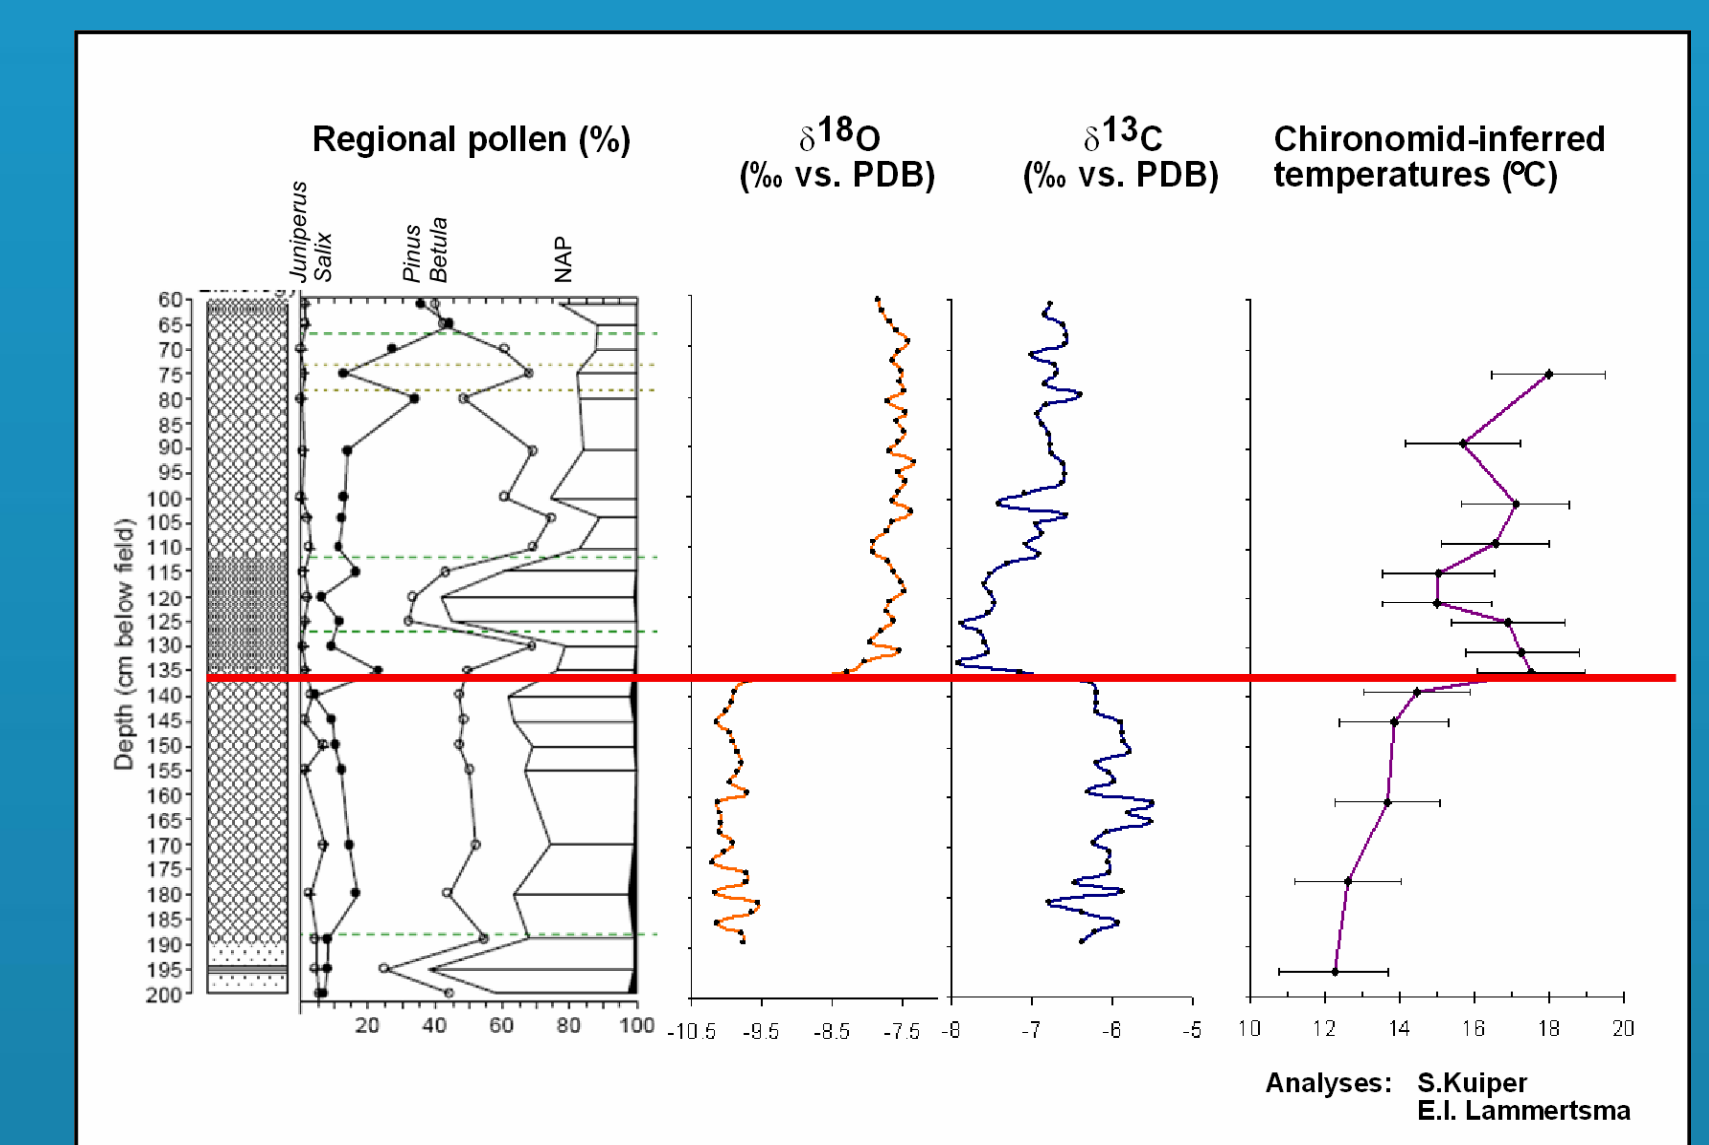 Regional pollen (%)
δ18O
(‰ vs. PDB)
δ13C
(‰ vs. PDB)
Chironomid-inferred
temperatures (ºC)
Juniperus
Salix
Pinus
Betula
NAP
Depth (cm below field)
60
65
70
75
80
85
90
95
100
105
110
115
120
125
130
135
140
145
150
155
160
165
170
175
180
185
190
195
200
20 40 60 80 100
-10.5 -9.5 -8.5 -7.5
-8 -7 -6 -5
10 12 14 16 18 20
Analyses: S.Kuiper
E.I. Lammertsma